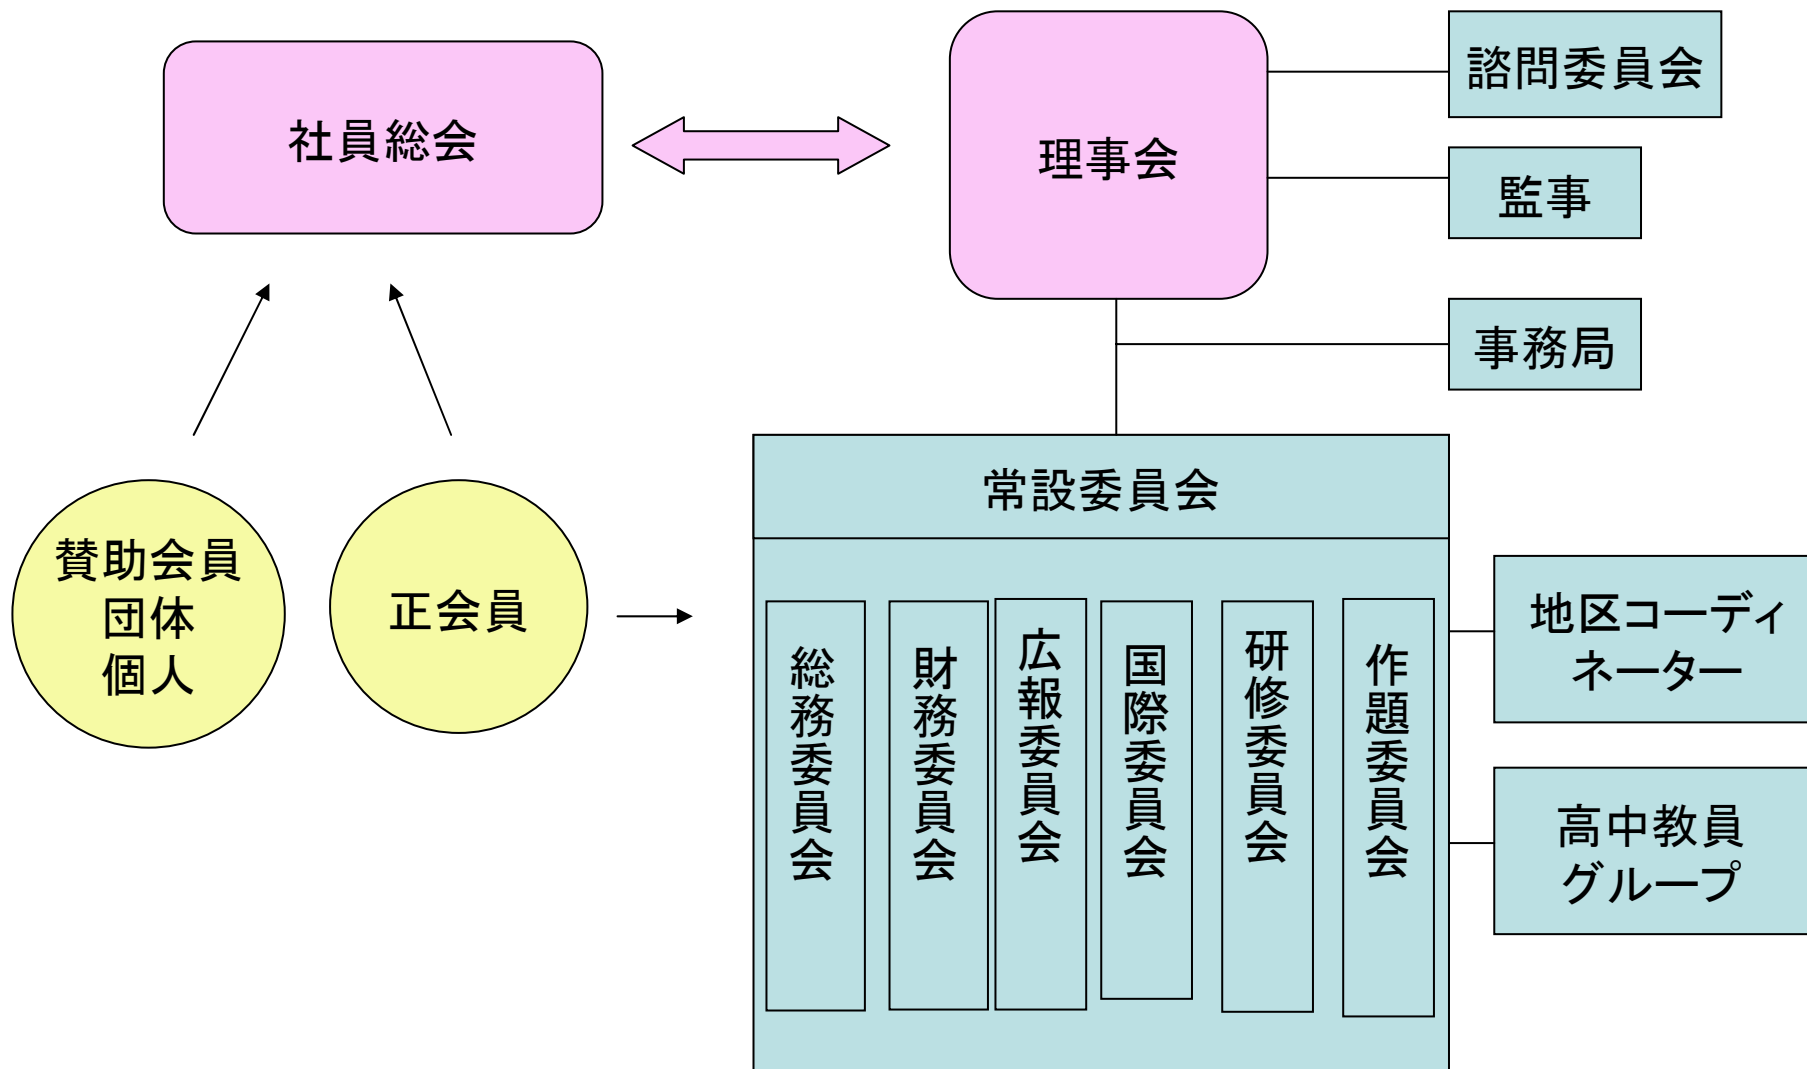 社員総会
理事会
諮問委員会
監事
事務局
賛助会員
団体
個人
正会員
常設委員会
総務委員会
財務委員会
広報委員会
国際委員会
研修委員会
作題委員会
地区コーディ
ネーター
高中教員
グループ